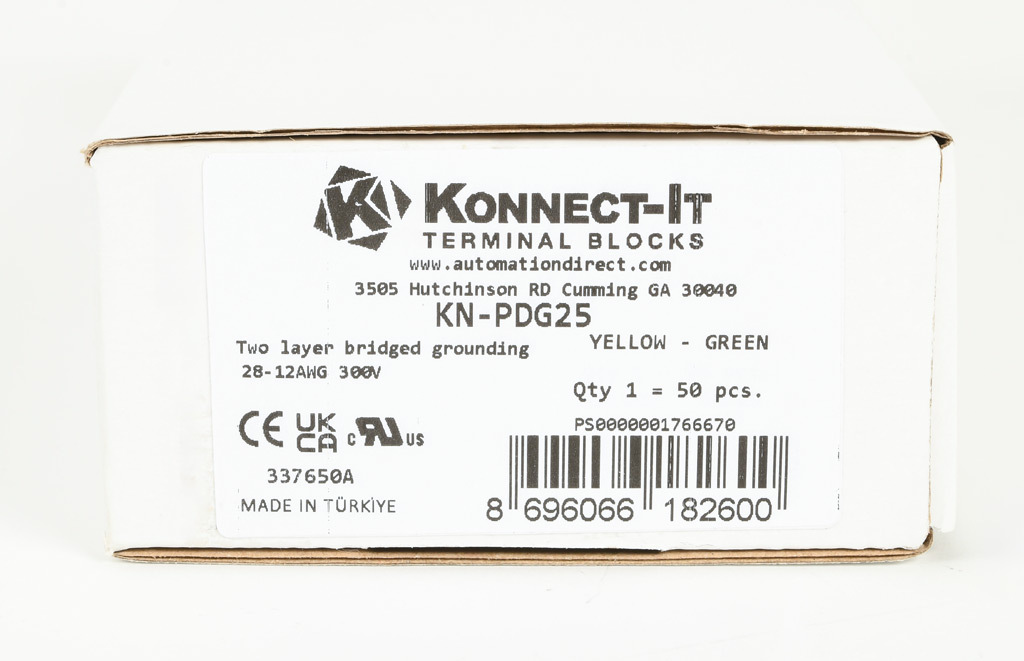 K KONNECT-IT
TERMINAL BLOCKS
www.automationdirect.com
3505 Hutchinson RD Cumming GA 30040
KN-PDG25
Two layer bridged grounding
YELLOW - GREEN
28-12AWG 300V
Qty 1 = 50 pcs.
PS0000001766670
CE UK CA c RU US
337650A
MADE IN TÜRKİYE
8 696066 182600